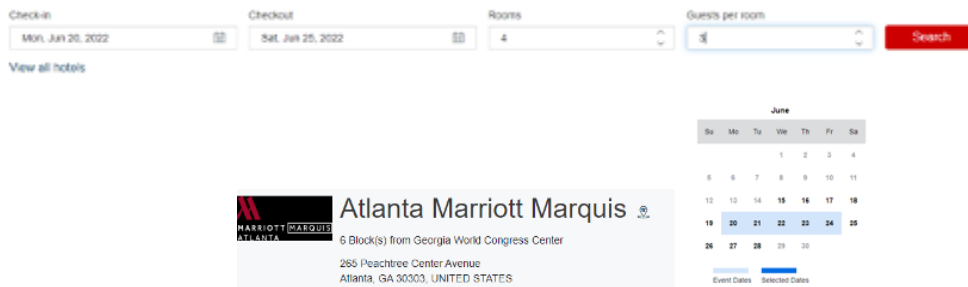 Check-in Checkout Rooms Guests per room
Mon, Jun 20, 2022 Sat, Jun 25, 2022 4 3 Search
View all hotels
June
Su Mo Tu We Th Fr Sa
1 2 3 4
5 6 7 8 9 10 11
12 13 14 15 16 17 18
19 20 21 22 23 24 25
26 27 28 29 30
Event Dates Selected Dates
MARRIOTT MARQUIS
ATLANTA
Atlanta Marriott Marquis
6 Block(s) from Georgia World Congress Center
265 Peachtree Center Avenue
Atlanta, GA 30303, UNITED STATES